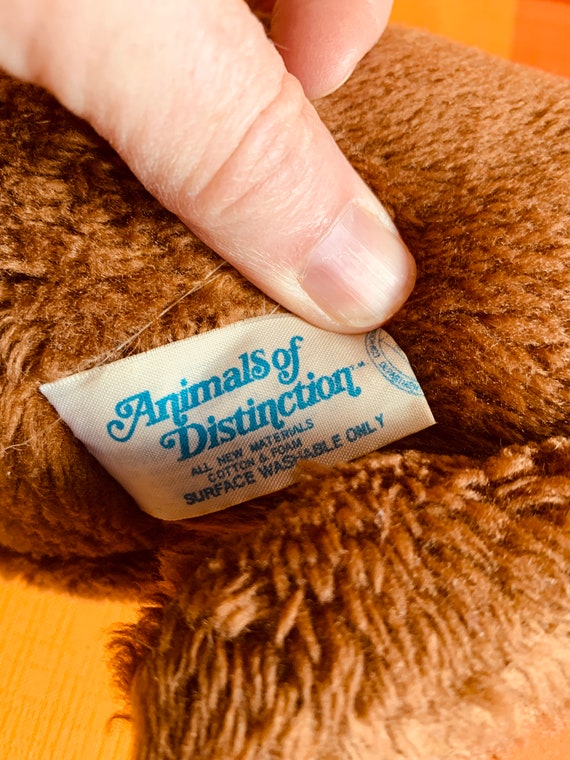 Animals of
Distinction™
ALL NEW MATERIALS
COTTON & FOAM
SURFACE WASHABLE ONLY